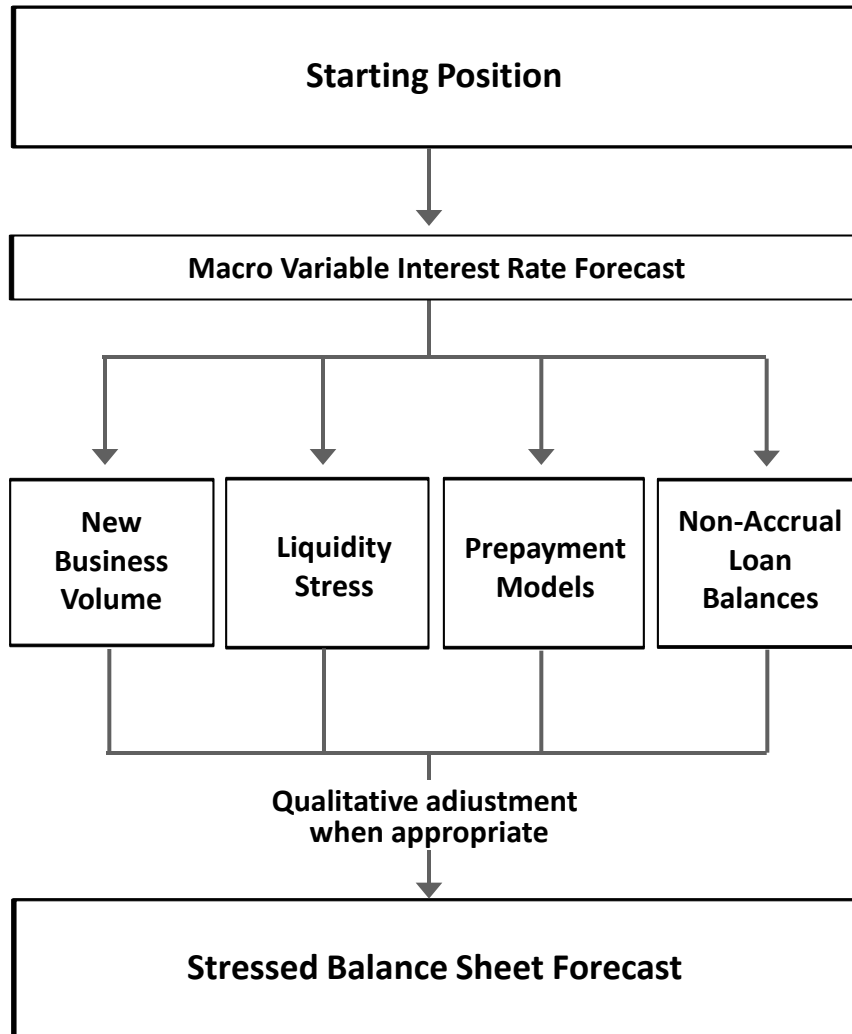 Starting Position
Macro Variable Interest Rate Forecast
New
Business
Volume
Liquidity
Stress
Prepayment
Models
Non-Accrual
Loan
Balances
Qualitative adiustment
when appropriate
Stressed Balance Sheet Forecast